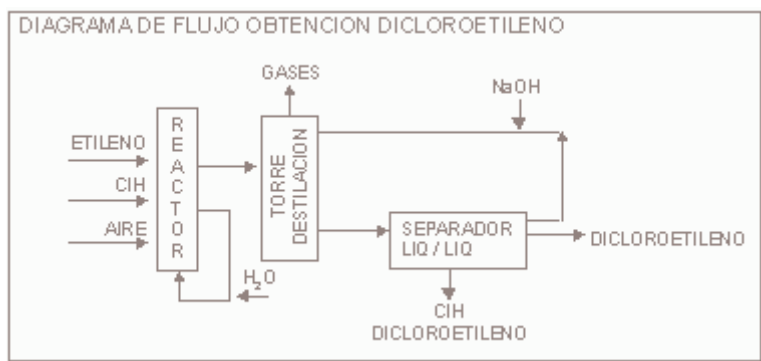 DIAGRAMA DE FLUJO OBTENCION DICLOROETILENO
GASES
NaOH
ETILENO
ClH
AIRE
REACTOR
TORRE
DESTILACION
H2O
SEPARADOR
LIQ / LIQ
DICLOROETILENO
ClH
DICLOROETILENO